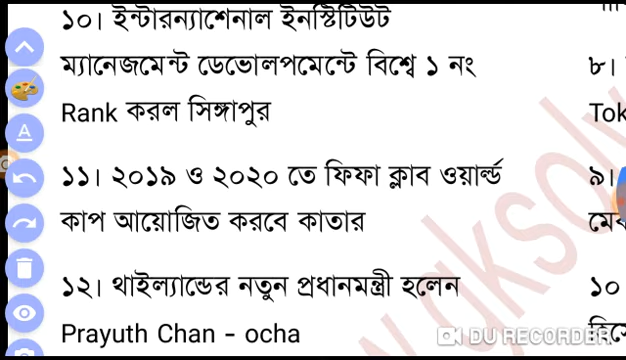 ১০। ইন্টারন্যাশেনাল ইনস্টিটিউট
ম্যানেজমেন্ট ডেভোলপমেন্টে বিশ্বে ১ নং
Rank করল সিঙ্গাপুর
১১। ২০১৯ ও ২০২০ তে ফিফা ক্লাব ওয়ার্ল্ড
কাপ আয়োজিত করবে কাতার
১২। থাইল্যান্ডের নতুন প্রধানমন্ত্রী হলেন
Prayuth Chan - ocha
৮।
Tok
৯।
১০
DU RECORDER